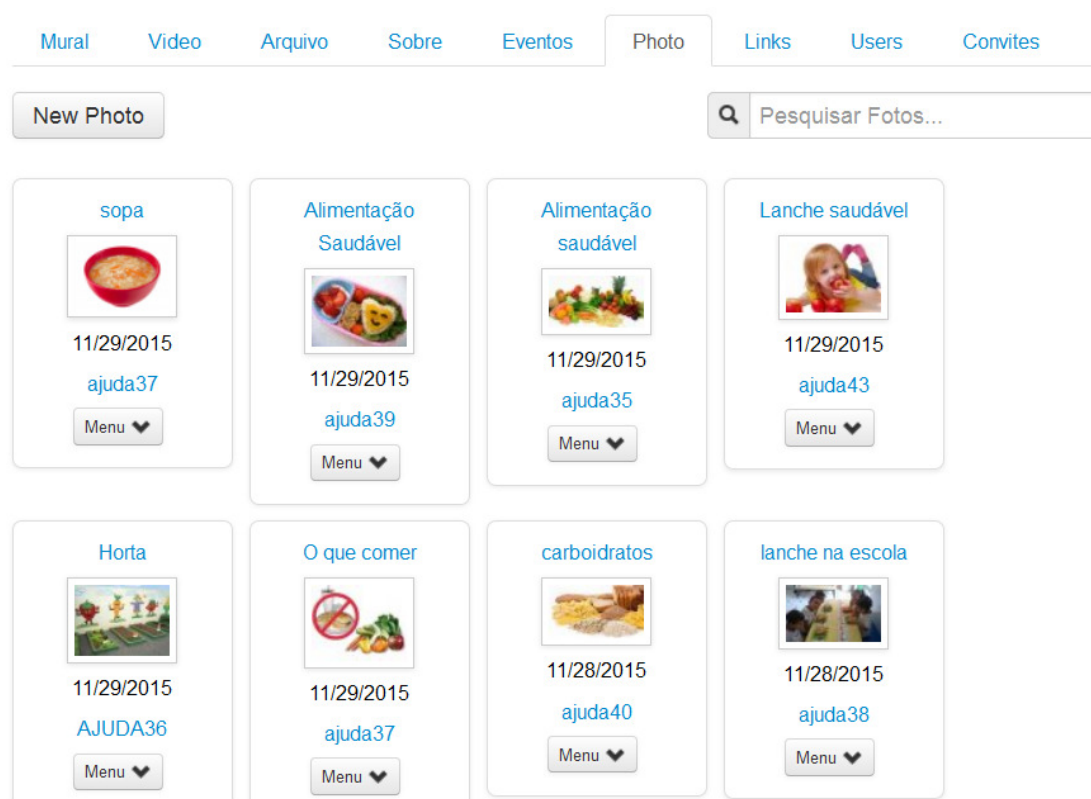 Mural Video Arquivo Sobre Eventos Photo Links Users Convites
New Photo
Pesquisar Fotos...
sopa
11/29/2015
ajuda37
Menu
Alimentação
Saudável
11/29/2015
ajuda39
Menu
Alimentação
saudável
11/29/2015
ajuda35
Menu
Lanche saudável
11/29/2015
ajuda43
Menu
Horta
11/29/2015
AJUDA36
Menu
O que comer
11/29/2015
ajuda37
Menu
carboidratos
11/28/2015
ajuda40
Menu
lanche na escola
11/28/2015
ajuda38
Menu